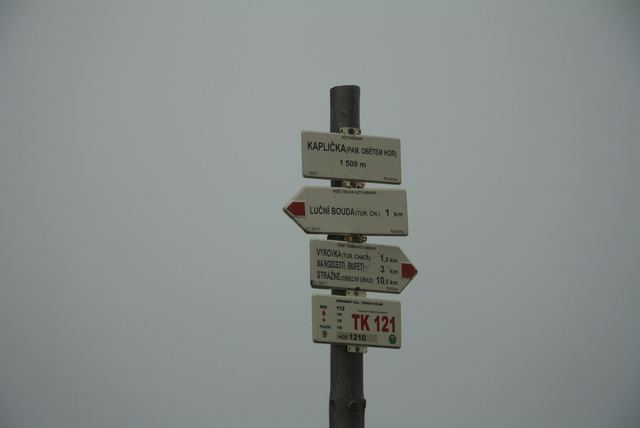 KAPLIČKA (PAM. OBĚTEM HOR)
1 509 m
LUČNÍ BOUDA (TUR. CH.) 1 km
VÝROVKA (TUR. CHATA) 1,5 km
NA ROZCESTÍ (BUFET) 3 km
STRÁŽNÉ (OBECNÍ ÚŘAD) 10,5 km
112
TK 121
1210